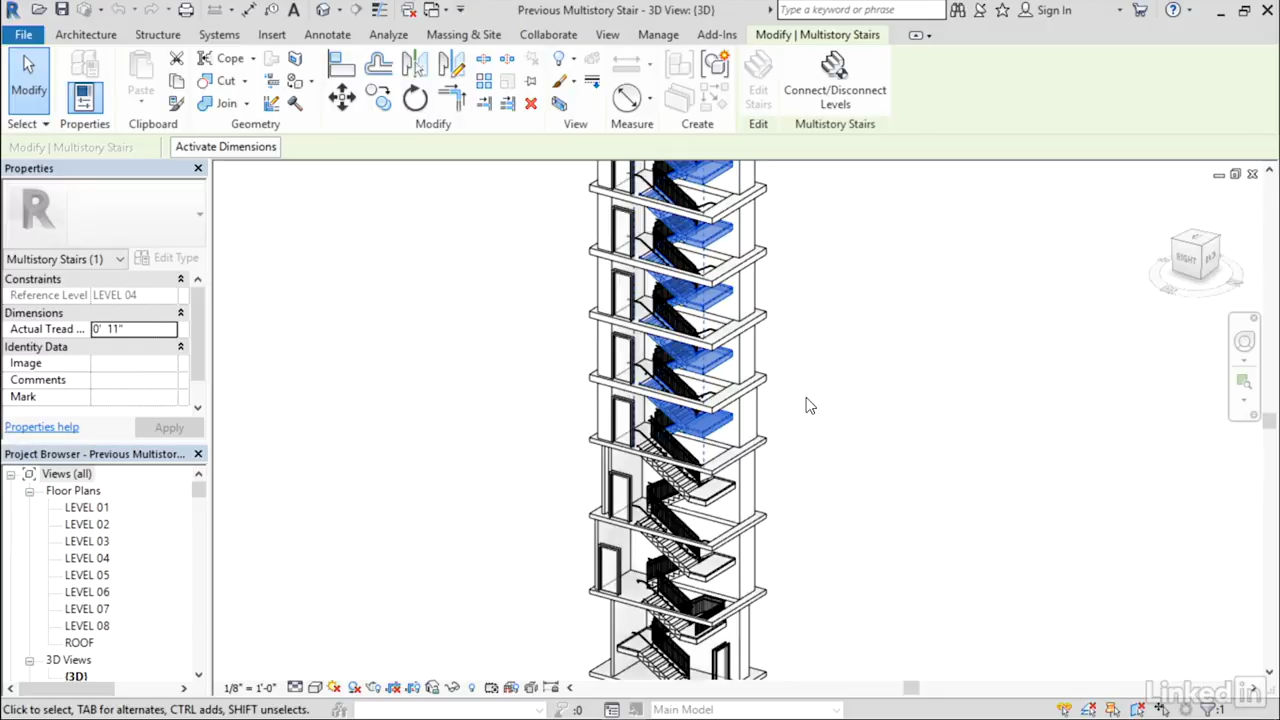 Previous Multistory Stair - 3D View: {3D}
Type a keyword or phrase
Sign In
File
Architecture
Structure
Systems
Insert
Annotate
Analyze
Massing & Site
Collaborate
View
Manage
Add-Ins
Modify | Multistory Stairs
Modify
Paste
Cope
Cut
Join
Edit
Stairs
Connect/Disconnect
Levels
Select
Properties
Clipboard
Geometry
Modify
View
Measure
Create
Edit
Multistory Stairs
Modify | Multistory Stairs
Activate Dimensions
Properties
R
Multistory Stairs (1)
Edit Type
Constraints
Reference Level
LEVEL 04
Dimensions
Actual Tread ...
0' 11"
Identity Data
Image
Comments
Mark
Properties help
Apply
Project Browser - Previous Multistor...
Views (all)
Floor Plans
LEVEL 01
LEVEL 02
LEVEL 03
LEVEL 04
LEVEL 05
LEVEL 06
LEVEL 07
LEVEL 08
ROOF
3D Views
{3D}
RIGHT
1/8" = 1'-0"
Click to select, TAB for alternates, CTRL adds, SHIFT unselects.
:0
Main Model
:1
Linked in